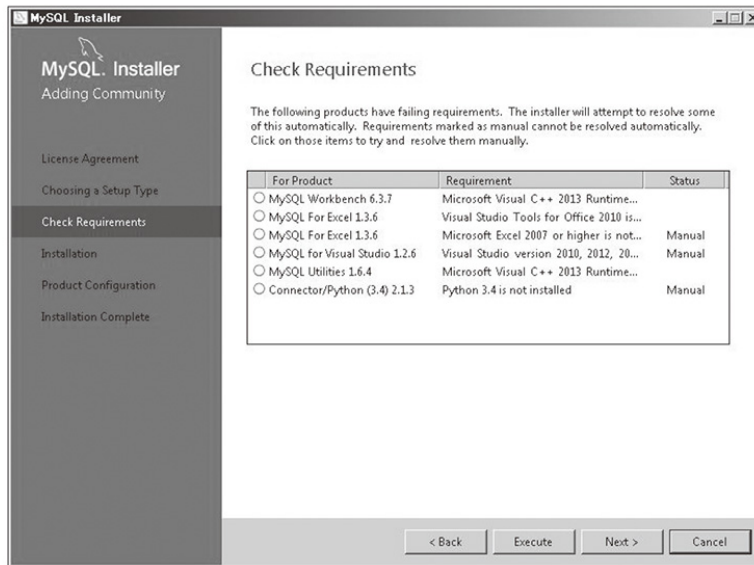 MySQL Installer
MySQL. Installer
Adding Community
License Agreement
Choosing a Setup Type
Check Requirements
Installation
Product Configuration
Installation Complete
Check Requirements
The following products have failing requirements. The installer will attempt to resolve some
of this automatically. Requirements marked as manual cannot be resolved automatically.
Click on those items to try and resolve them manually.
For Product Requirement Status
MySQL Workbench 6.3.7 Microsoft Visual C++ 2013 Runtime...
MySQL For Excel 1.3.6 Visual Studio Tools for Office 2010 is...
MySQL For Excel 1.3.6 Microsoft Excel 2007 or higher is not... Manual
MySQL for Visual Studio 1.2.6 Visual Studio version 2010, 2012, 20... Manual
MySQL Utilities 1.6.4 Microsoft Visual C++ 2013 Runtime...
Connector/Python (3.4) 2.1.3 Python 3.4 is not installed Manual
< Back Execute Next > Cancel